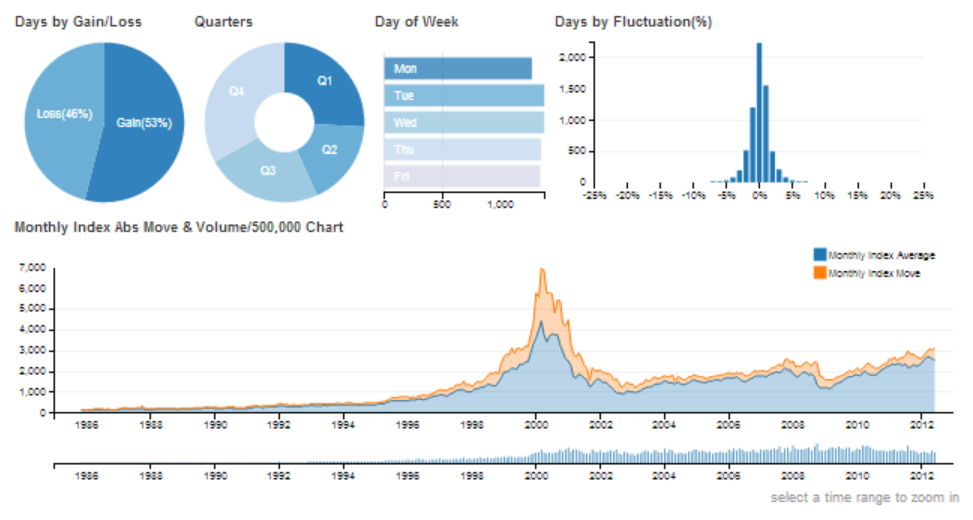 Days by Gain/Loss
Quarters
Day of Week
Days by Fluctuation(%)
Loss(46%)
Gain(53%)
Q1
Q2
Q3
Q4
Mon
Tue
Wed
Thu
Fri
0 500 1,000
2,000
1,500
1,000
500
0
-25% -20% -15% -10% -5% 0% 5% 10% 15% 20% 25%
Monthly Index Abs Move & Volume/500,000 Chart
Monthly Index Average
Monthly Index Move
7,000
6,000
5,000
4,000
3,000
2,000
1,000
0
1986 1988 1990 1992 1994 1996 1998 2000 2002 2004 2006 2008 2010 2012
1986 1988 1990 1992 1994 1996 1998 2000 2002 2004 2006 2008 2010 2012
select a time range to zoom in